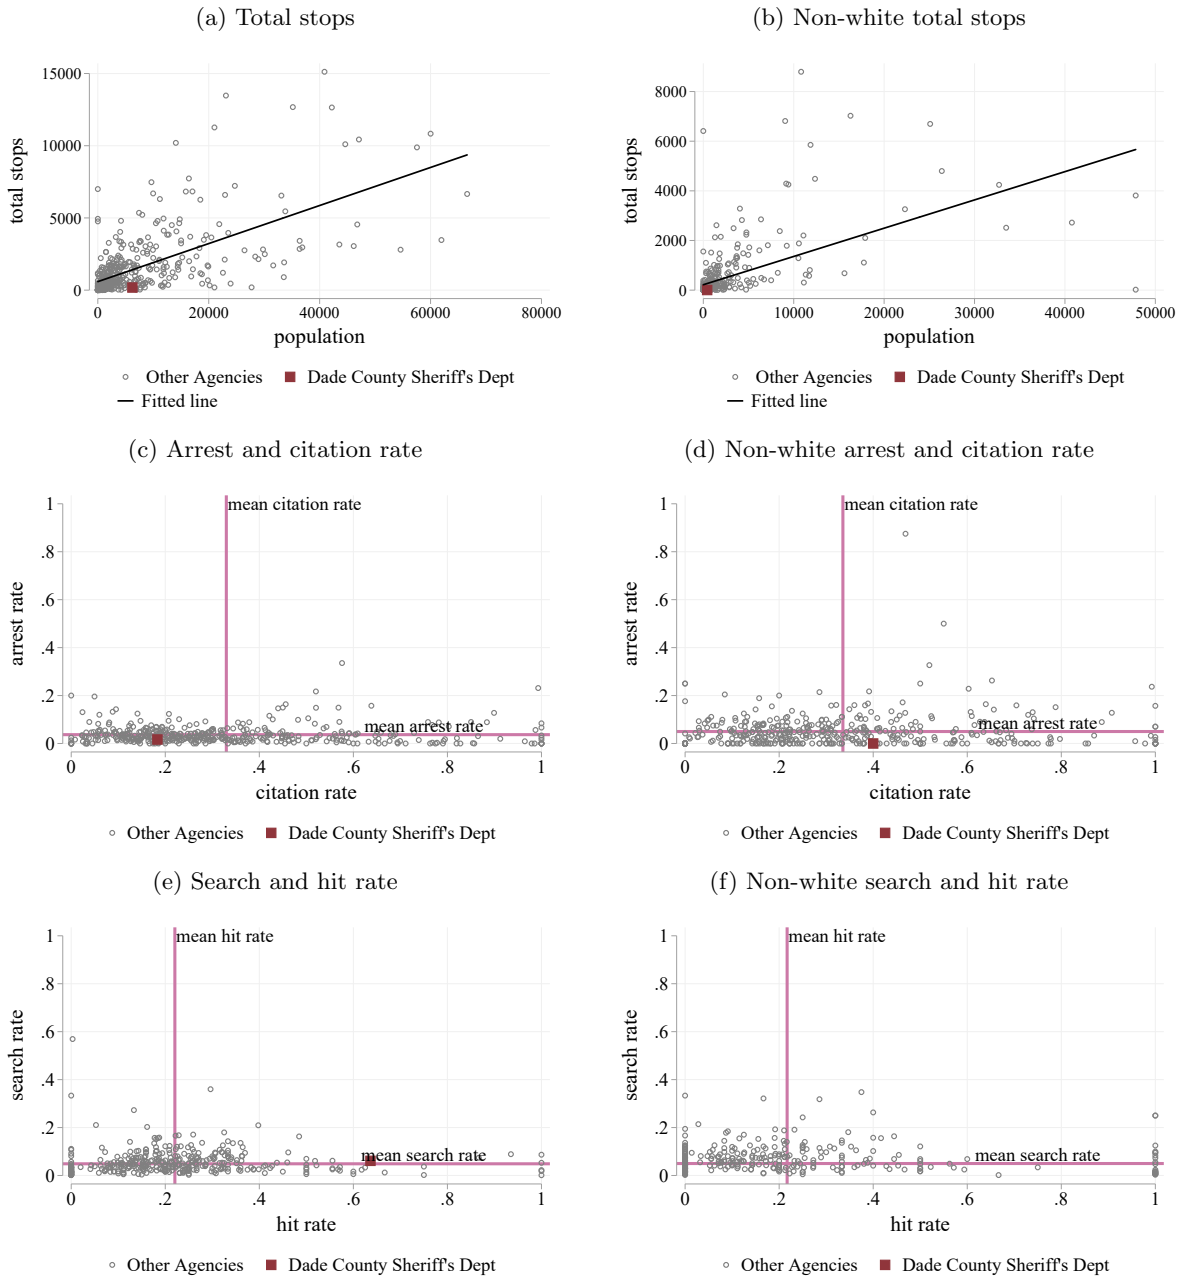 (a) Total stops
(b) Non-white total stops
15000
10000
5000
0
total stops
0 20000 40000 60000 80000
population
Other Agencies Dade County Sheriff's Dept
Fitted line
8000
6000
4000
2000
0
total stops
0 10000 20000 30000 40000 50000
population
Other Agencies Dade County Sheriff's Dept
Fitted line
(c) Arrest and citation rate
(d) Non-white arrest and citation rate
1
.8
.6
.4
.2
0
arrest rate
mean citation rate
mean arrest rate
0 .2 .4 .6 .8 1
citation rate
Other Agencies Dade County Sheriff's Dept
1
.8
.6
.4
.2
0
arrest rate
mean citation rate
mean arrest rate
0 .2 .4 .6 .8 1
citation rate
Other Agencies Dade County Sheriff's Dept
(e) Search and hit rate
(f) Non-white search and hit rate
1
.8
.6
.4
.2
0
search rate
mean hit rate
mean search rate
0 .2 .4 .6 .8 1
hit rate
Other Agencies Dade County Sheriff's Dept
1
.8
.6
.4
.2
0
search rate
mean hit rate
mean search rate
0 .2 .4 .6 .8 1
hit rate
Other Agencies Dade County Sheriff's Dept